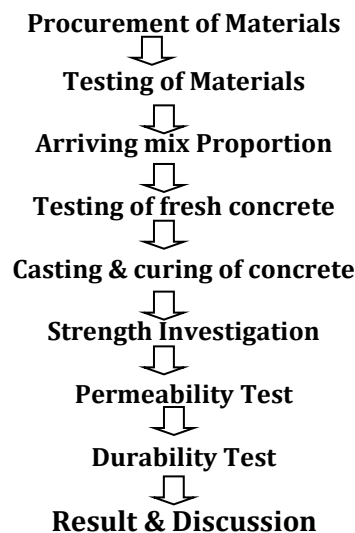 Procurement of Materials
Testing of Materials
Arriving mix Proportion
Testing of fresh concrete
Casting & curing of concrete
Strength Investigation
Permeability Test
Durability Test
Result & Discussion